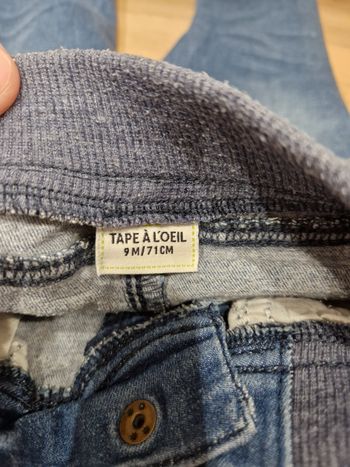 TAPE À L'OEIL
9M/71CM